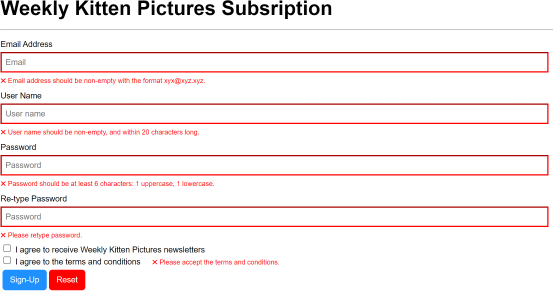 Weekly Kitten Pictures Subsription
Email Address
Email
× Email address should be non-empty with the format xyx@xyz.xyz.
User Name
User name
× User name should be non-empty, and within 20 characters long.
Password
Password
× Password should be at least 6 characters: 1 uppercase, 1 lowercase.
Re-type Password
Password
× Please retype password.
I agree to receive Weekly Kitten Pictures newsletters
I agree to the terms and conditions × Please accept the terms and conditions.
Sign-Up Reset